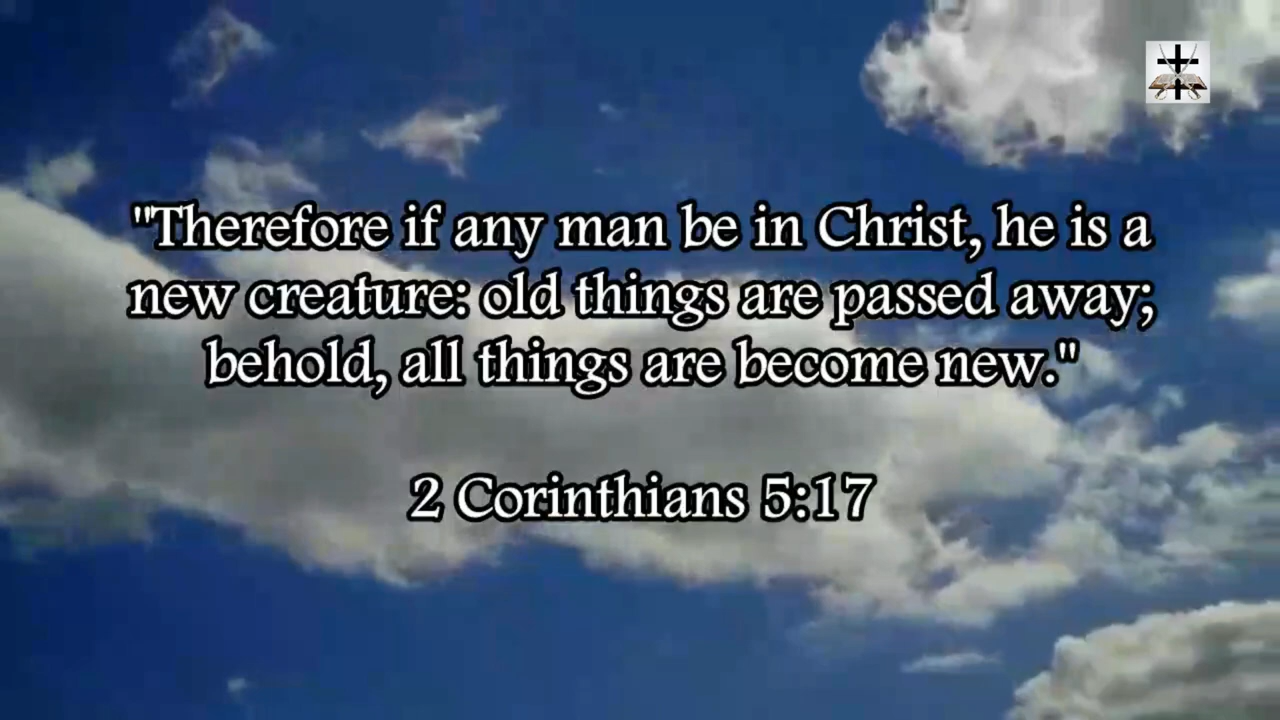 "Therefore if any man be in Christ, he is a
new creature: old things are passed away;
behold, all things are become new."
2 Corinthians 5:17